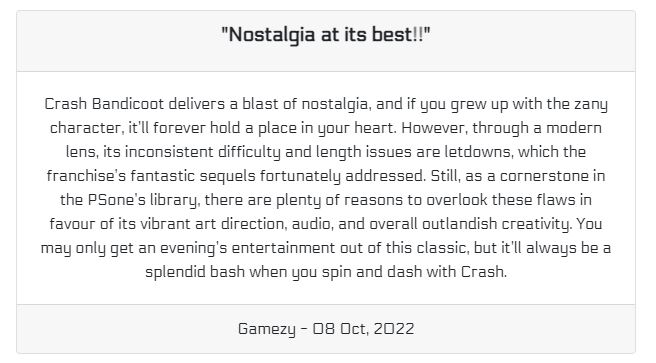 "Nostalgia at its best!!"
Crash Bandicoot delivers a blast of nostalgia, and if you grew up with the zany
character, it'll forever hold a place in your heart. However, through a modern
lens, its inconsistent difficulty and length issues are letdowns, which the
franchise's fantastic sequels fortunately addressed. Still, as a cornerstone in
the PSone's library, there are plenty of reasons to overlook these flaws in
favour of its vibrant art direction, audio, and overall outlandish creativity. You
may only get an evening's entertainment out of this classic, but it'll always be a
splendid bash when you spin and dash with Crash.
Gamezy - 08 Oct, 2022